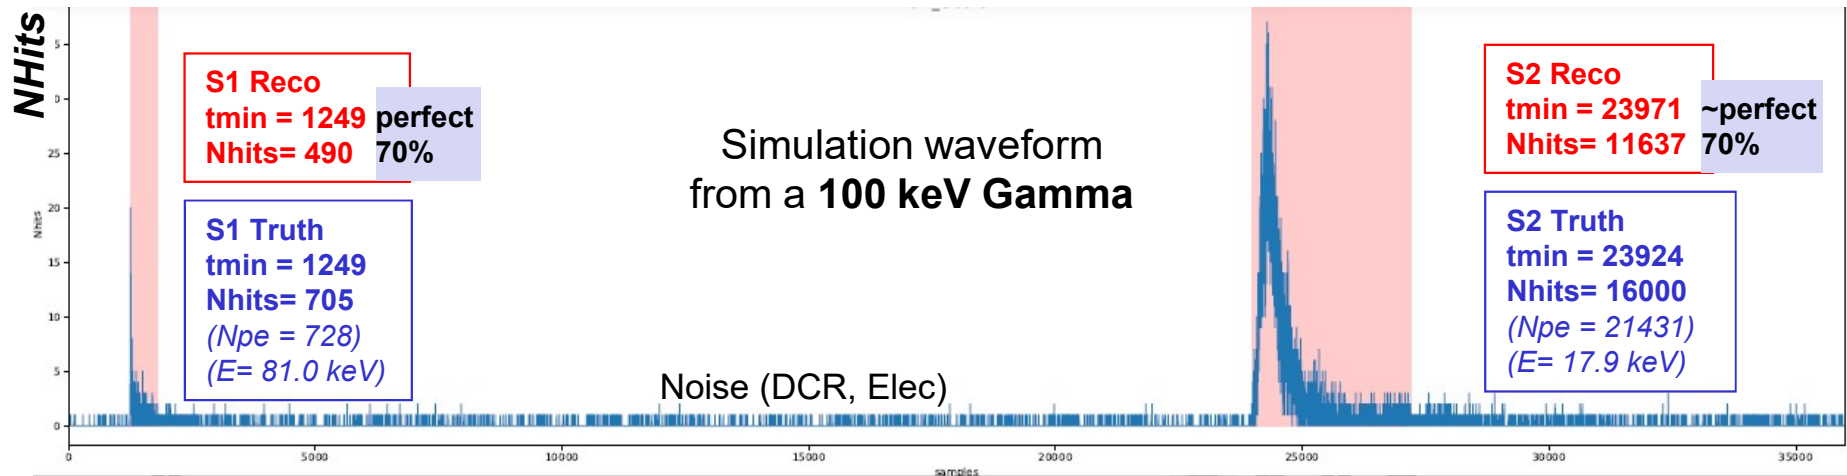 NHits
S1 Reco
tmin = 1249 perfect
Nhits= 490 70%
S1 Truth
tmin = 1249
Nhits= 705
(Npe = 728)
(E= 81.0 keV)
Simulation waveform
from a 100 keV Gamma
Noise (DCR, Elec)
S2 Reco
tmin = 23971 ~perfect
Nhits= 11637 70%
S2 Truth
tmin = 23924
Nhits= 16000
(Npe = 21431)
(E= 17.9 keV)
Nhits
25
20
15
10
5
0
0 5000 10000 15000 20000 25000 30000 35000
samples